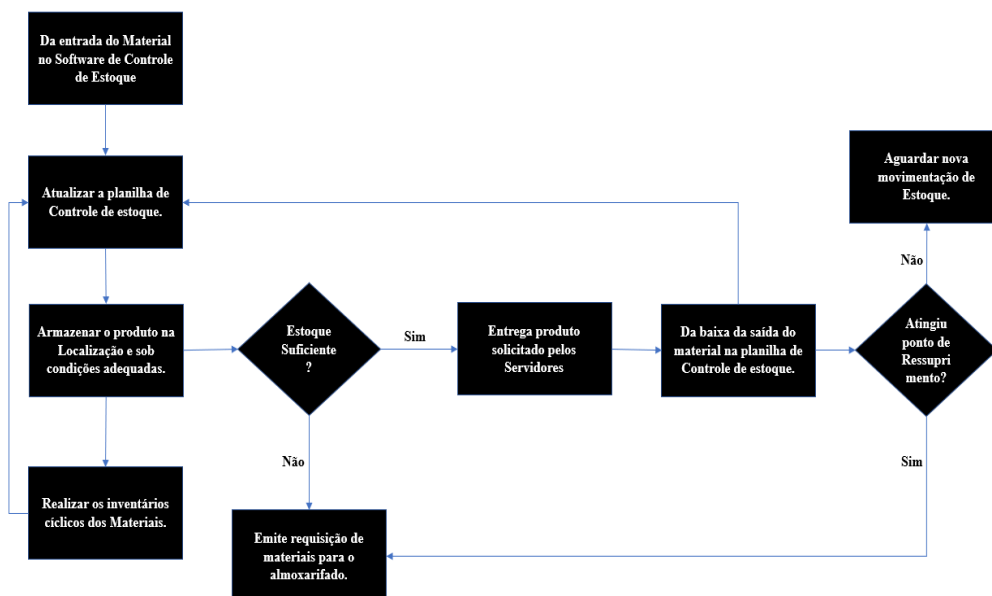 Da entrada do Material
no Software de Controle
de Estoque
Atualizar a planilha de
Controle de estoque.
Armazenar o produto na
Localização e sob
condições adequadas.
Realizar os inventários
cíclicos dos Materiais.
Estoque
Suficiente
?
Sim
Não
Emite requisição de
materiais para o
almoxarifado.
Entrega produto
solicitado pelos
Servidores
Da baixa da saída do
material na planilha de
Controle de estoque.
Atingiu
ponto de
Ressupri
mento?
Não
Aguardar nova
movimentação de
Estoque.
Sim